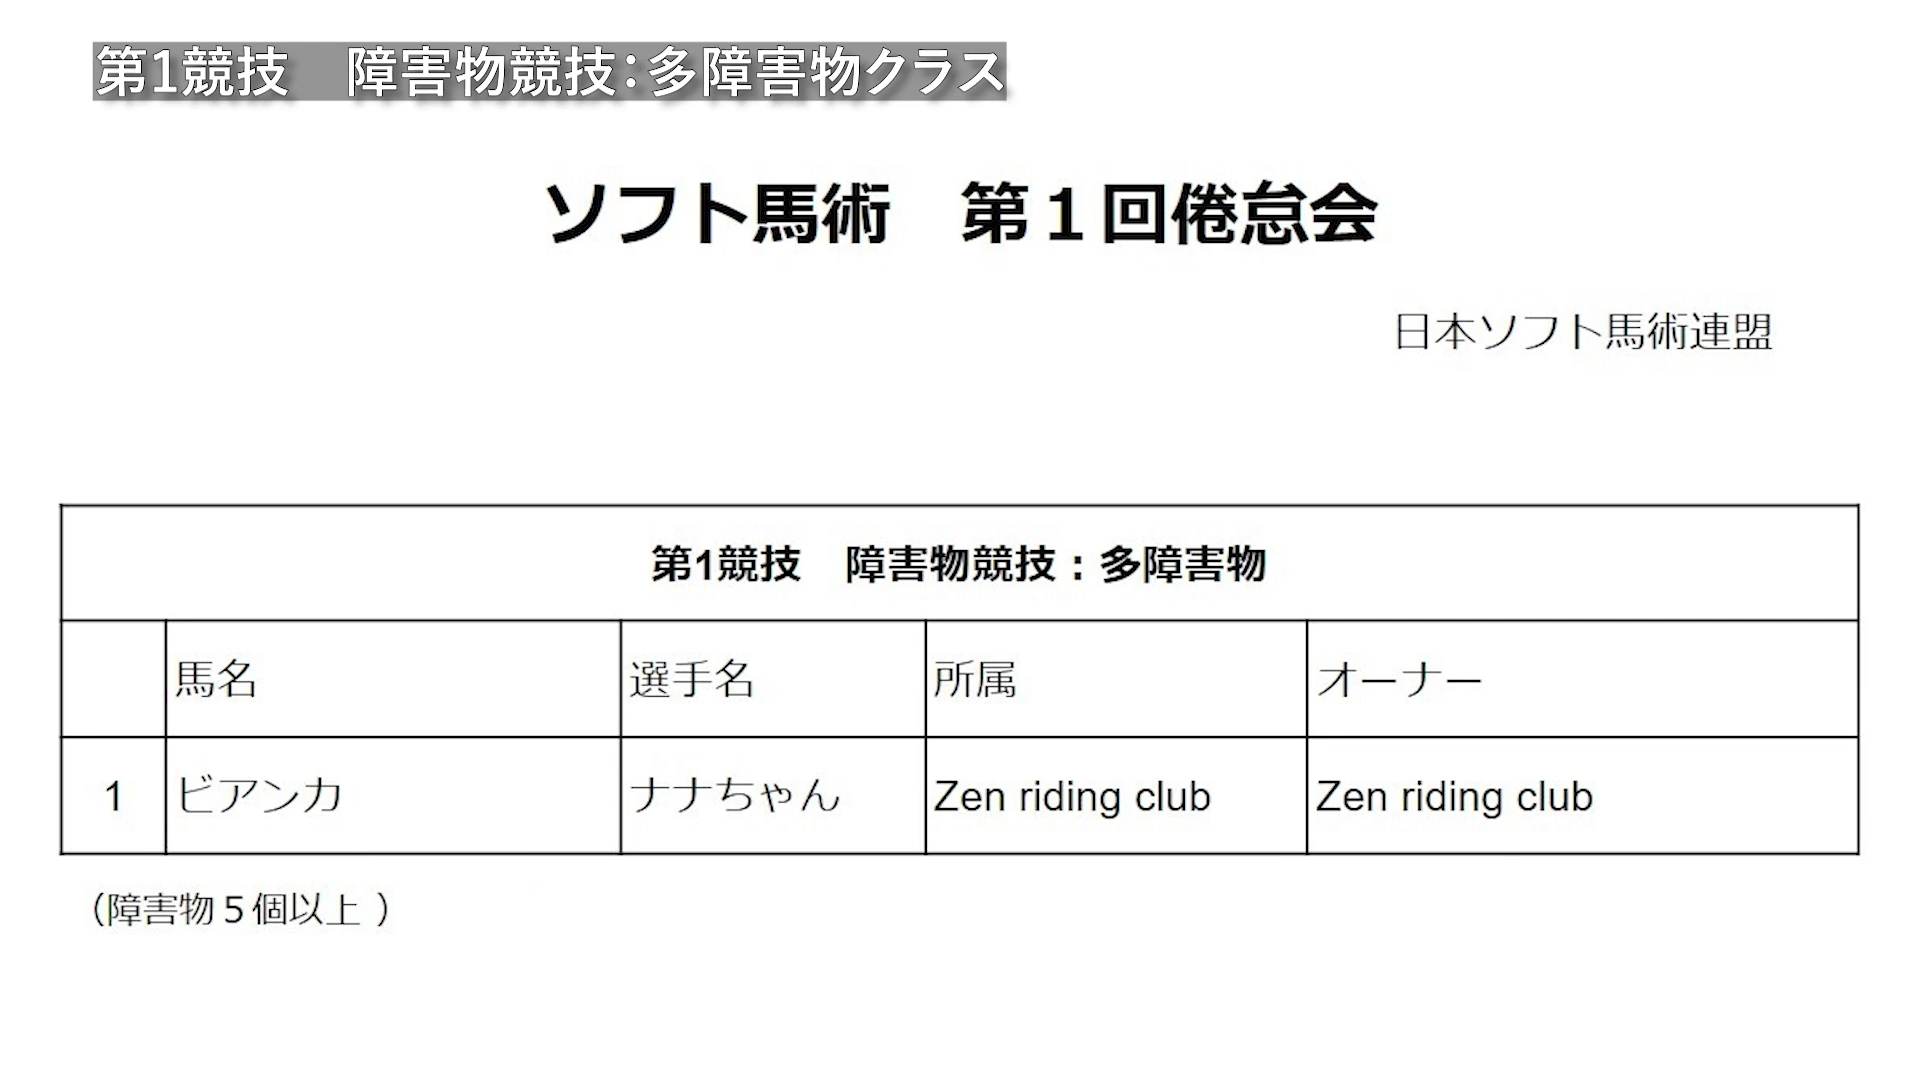 第1競技　障害物競技：多障害物クラス
ソフト馬術　第１回倦怠会
日本ソフト馬術連盟
第1競技　障害物競技：多障害物
馬名　選手名　所属　オーナー
1　ビアンカ　ナナちゃん　Zen riding club　Zen riding club
（障害物５個以上 ）